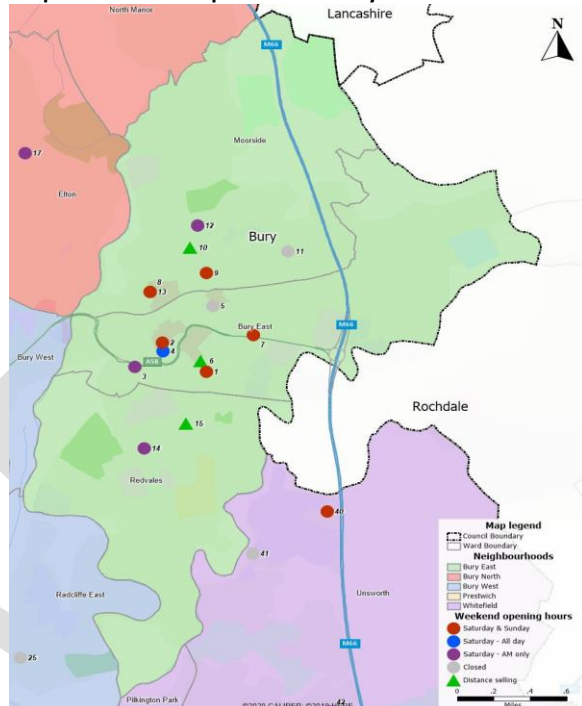 North Manor
Lancashire
M66
N
Moorside
17
Elton
12
Bury
10
11
9
8
13
5
M66
Bury East
2
7
Bury West
4
A58
6
3
1
Rochdale
15
14
Redvales
40
Map legend
Council Boundary
Ward Boundary
Neighbourhoods
Bury East
Bury North
Bury West
Prestwich
Whitefield
Weekend opening hours
Saturday & Sunday
Saturday - All day
Saturday - AM only
Closed
Distance selling
0 .2 .4 .6
Miles
41
Unsworth
Radcliffe East
M66
25
Pilkington Park